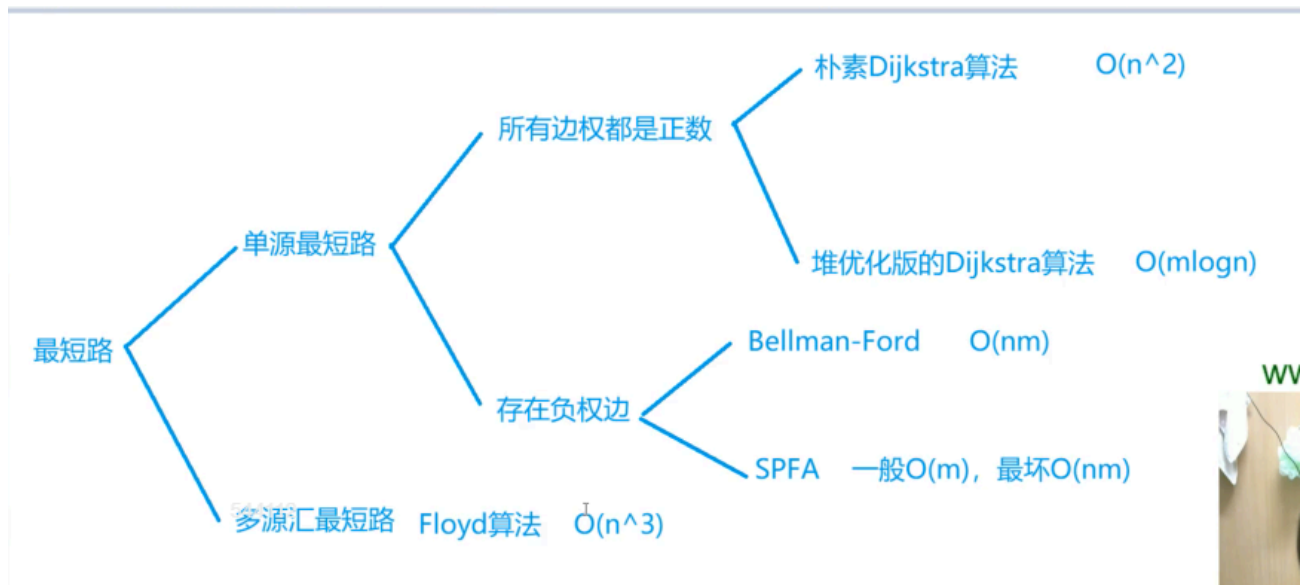 朴素Dijkstra算法 O(n^2)
所有边权都是正数
单源最短路
堆优化版的Dijkstra算法 O(mlogn)
最短路
Bellman-Ford O(nm)
存在负权边
SPFA 一般O(m)，最坏O(nm)
多源汇最短路 Floyd算法 O(n^3)